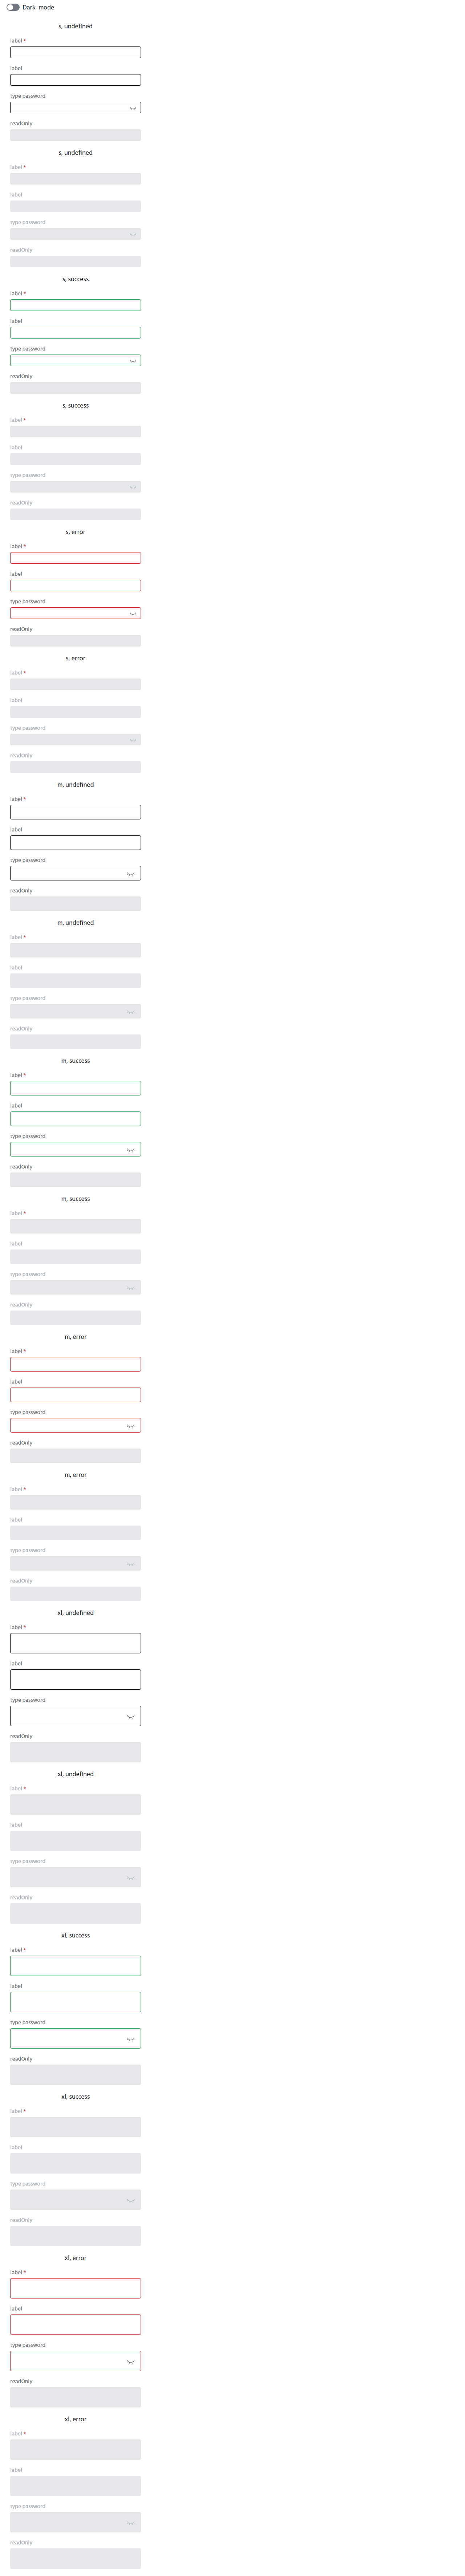 Dark_mode
s, undefined
label *
label
type password
readOnly
s, undefined
label *
label
type password
readOnly
s, success
label *
label
type password
readOnly
s, success
label *
label
type password
readOnly
s, error
label *
label
type password
readOnly
s, error
label *
label
type password
readOnly
m, undefined
label *
label
type password
readOnly
m, undefined
label *
label
type password
readOnly
m, success
label *
label
type password
readOnly
m, success
label *
label
type password
readOnly
m, error
label *
label
type password
readOnly
m, error
label *
label
type password
readOnly
xl, undefined
label *
label
type password
readOnly
xl, undefined
label *
label
type password
readOnly
xl, success
label *
label
type password
readOnly
xl, success
label *
label
type password
readOnly
xl, error
label *
label
type password
readOnly
xl, error
label *
label
type password
readOnly